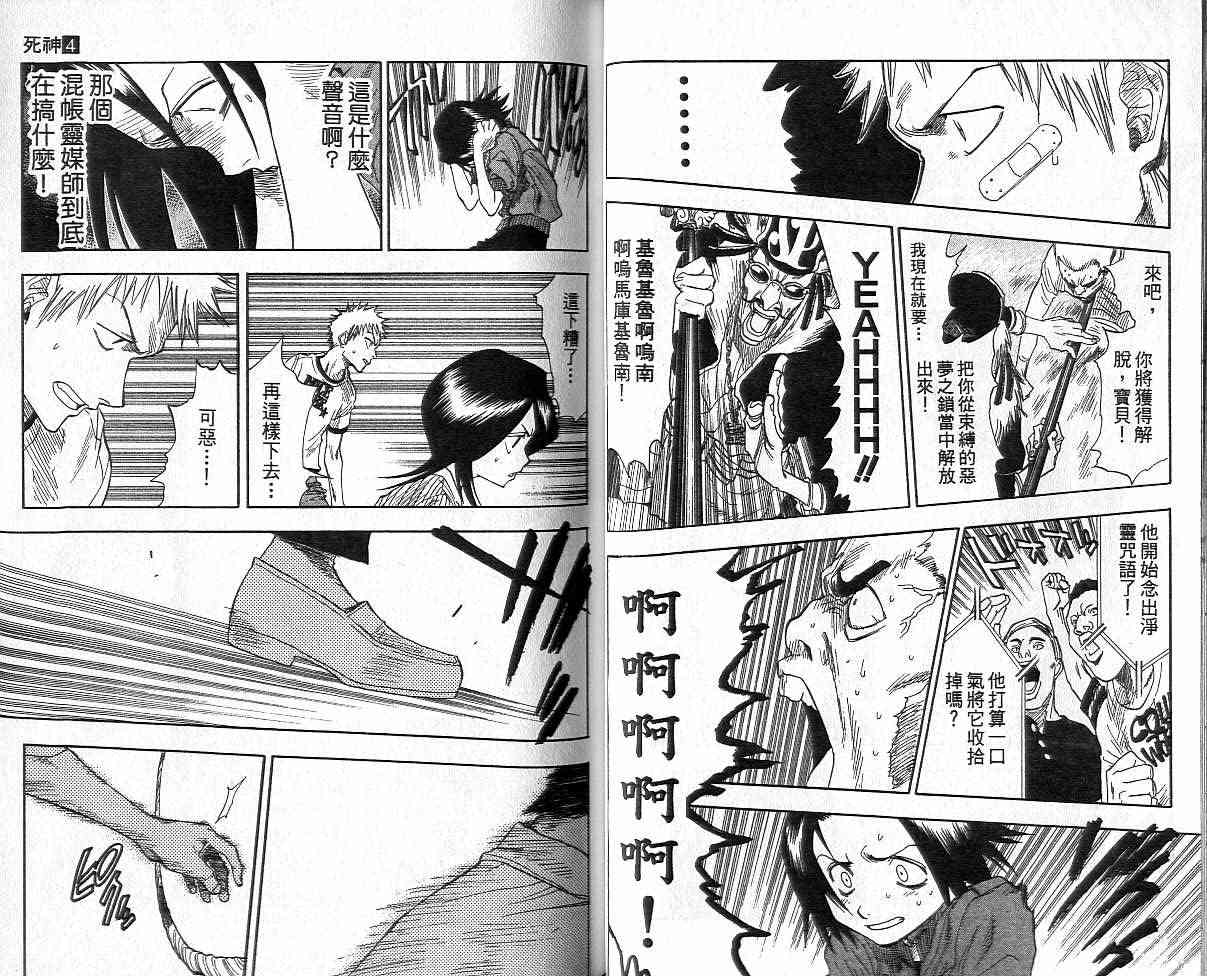 死神4
……
來吧，
你將獲得解
脫，寶貝！
我現在就要…
把你從束縛的惡
夢之鎖當中解放
出來！
YEAHHHH!!
基魯基魯啊嗚南
啊嗚馬庫基魯南！
他開始念出淨
靈咒語了！
他打算一口
氣將它收拾
掉嗎？
啊啊啊啊啊！
這是什麼
聲音啊？
那個
混帳靈媒師到底
在搞什麼！
這下糟了…
再這樣下去…
可惡…！